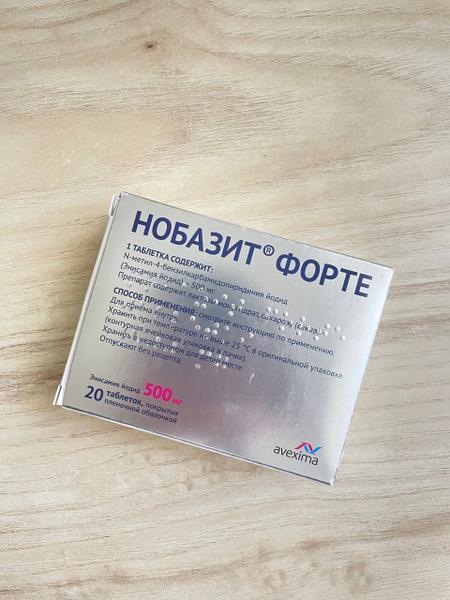 НОБАЗИТ® ФОРТЕ
1 ТАБЛЕТКА СОДЕРЖИТ:
N-метил-4-бензилкарбамидопиридиния йодид
(Энисамия йодид) - 500 мг.
Препарат содержит лактозы моногидрат, сахарозу (сахар).
СПОСОБ ПРИМЕНЕНИЯ: смотрите инструкцию по применению.
Для приема внутрь.
Хранить при температуре не выше 25 °C в оригинальной упаковке
(контурная ячейковая упаковка в пачке).
Хранить в недоступном для детей месте.
Отпускают без рецепта.
Энисамия йодид 500 мг
20 таблеток, покрытых
пленочной оболочкой
avexima